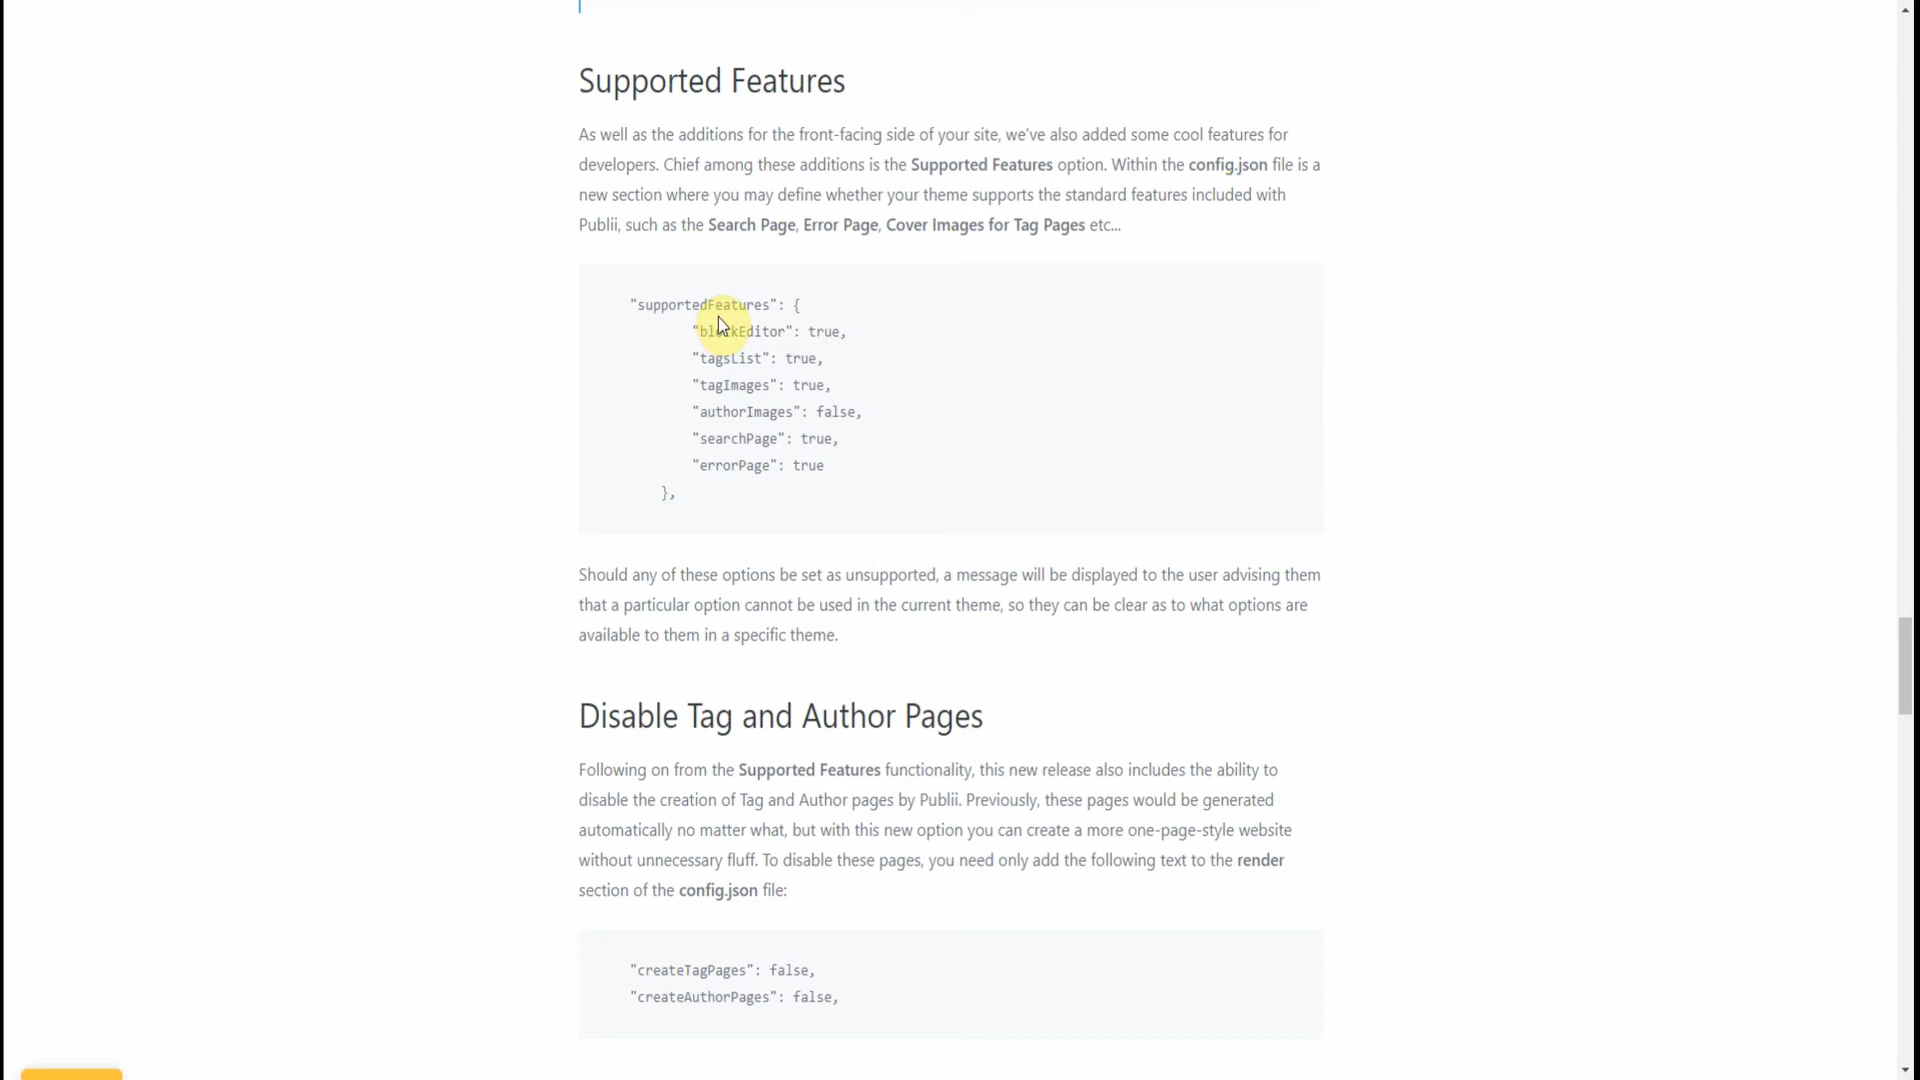 Supported Features
As well as the additions for the front-facing side of your site, we've also added some cool features for
developers. Chief among these additions is the Supported Features option. Within the config.json file is a
new section where you may define whether your theme supports the standard features included with
Publii, such as the Search Page, Error Page, Cover Images for Tag Pages etc...
"supportedFeatures": {
"blockEditor": true,
"tagsList": true,
"tagImages": true,
"authorImages": false,
"searchPage": true,
"errorPage": true
},
Should any of these options be set as unsupported, a message will be displayed to the user advising them
that a particular option cannot be used in the current theme, so they can be clear as to what options are
available to them in a specific theme.
Disable Tag and Author Pages
Following on from the Supported Features functionality, this new release also includes the ability to
disable the creation of Tag and Author pages by Publii. Previously, these pages would be generated
automatically no matter what, but with this new option you can create a more one-page-style website
without unnecessary fluff. To disable these pages, you need only add the following text to the render
section of the config.json file:
"createTagPages": false,
"createAuthorPages": false,